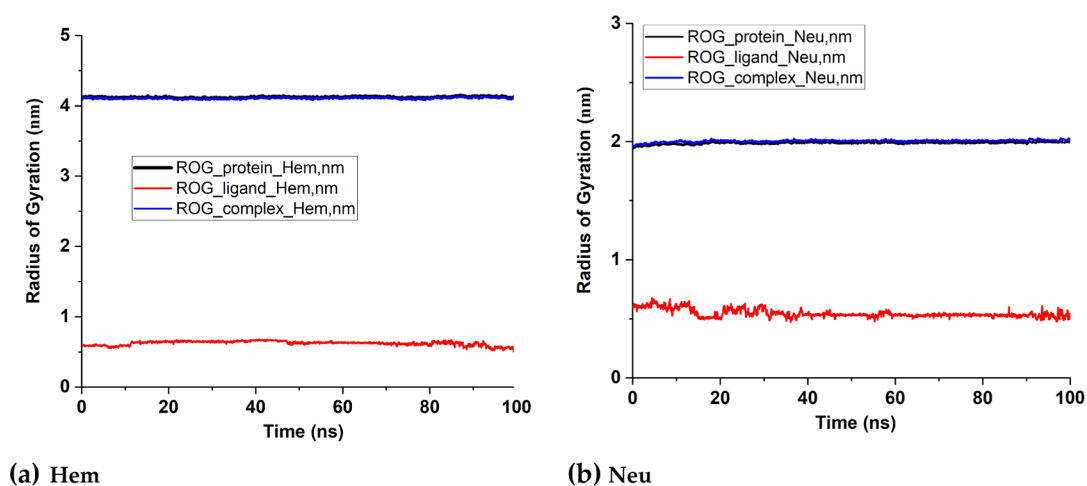 5
4
3
2
1
0
0
20
40
60
80
100
Radius of Gyration (nm)
Time (ns)
ROG_protein_Hem,nm
ROG_ligand_Hem,nm
ROG_complex_Hem,nm
(a) Hem
3
2
1
0
0
20
40
60
80
100
Radius of Gyration (nm)
Time (ns)
ROG_protein_Neu,nm
ROG_ligand_Neu,nm
ROG_complex_Neu,nm
(b) Neu